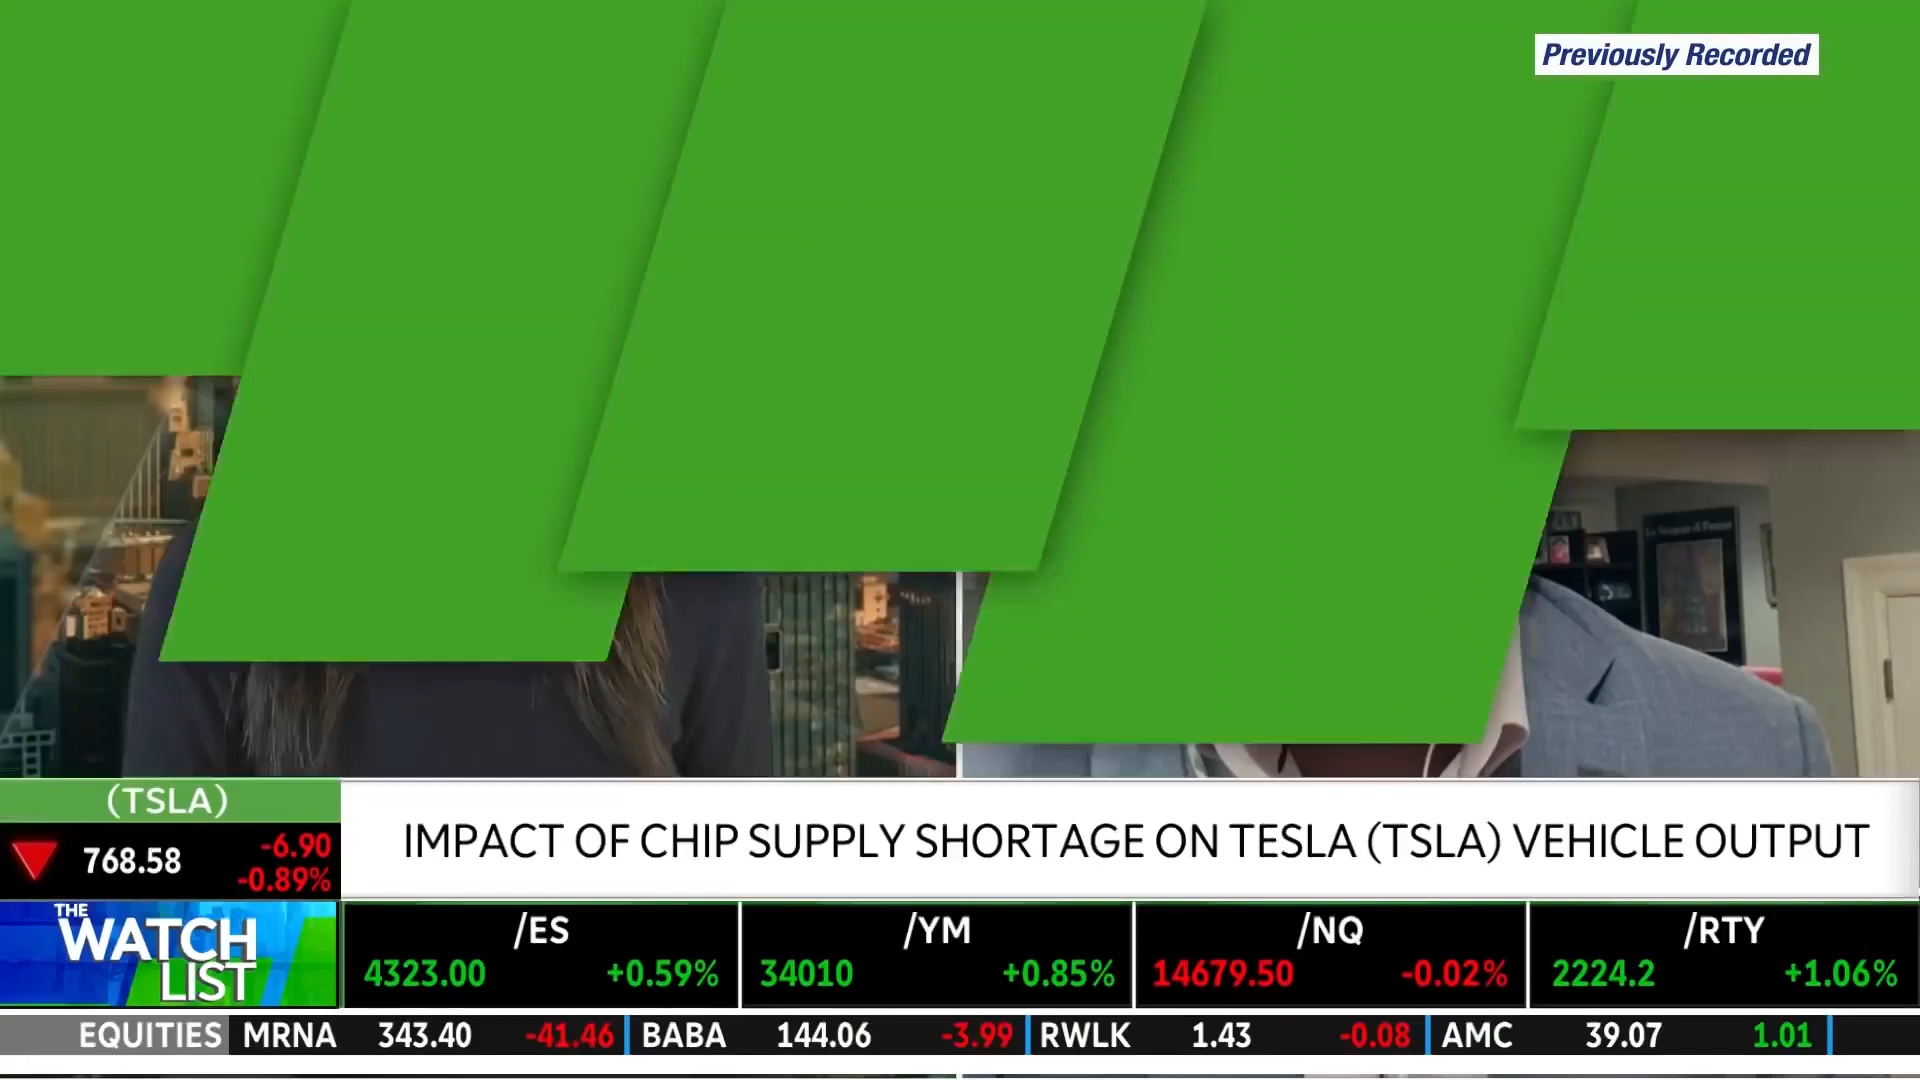 Previously Recorded
(TSLA)
768.58
-6.90
-0.89%
IMPACT OF CHIP SUPPLY SHORTAGE ON TESLA (TSLA) VEHICLE OUTPUT
THE
WATCH
LIST
/ES
4323.00 +0.59%
/YM
34010 +0.85%
/NQ
14679.50 -0.02%
/RTY
2224.2 +1.06%
EQUITIES MRNA 343.40 -41.46 BABA 144.06 -3.99 RWLK 1.43 -0.08 AMC 39.07 1.01